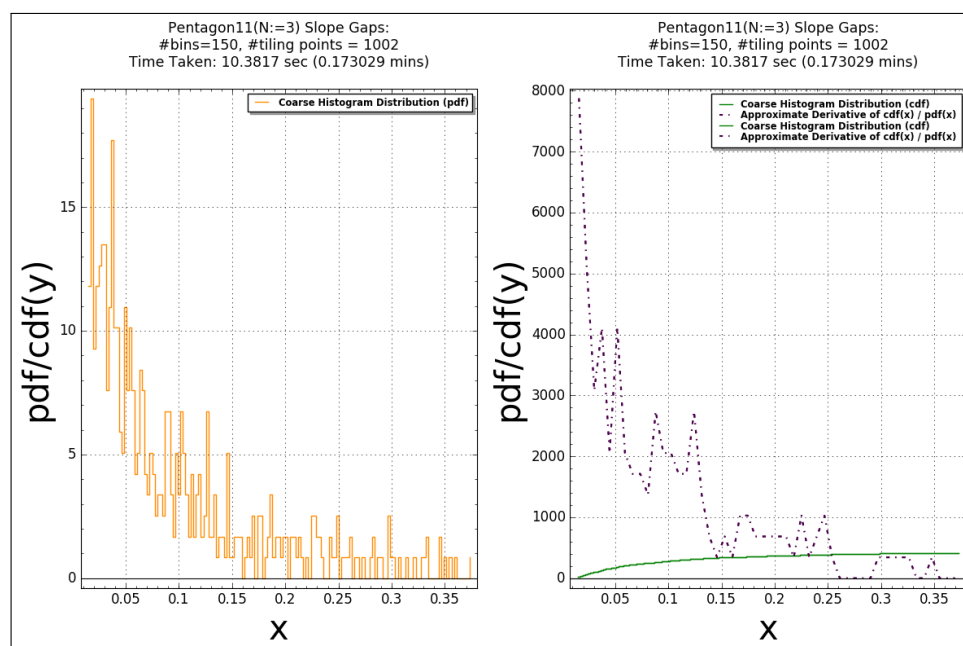 Pentagon11(N:=3) Slope Gaps:
#bins=150, #tiling points = 1002
Time Taken: 10.3817 sec (0.173029 mins)
Coarse Histogram Distribution (pdf)
15
10
5
0
0.05
0.1
0.15
0.2
0.25
0.3
0.35
pdf/cdf(y)
x
Pentagon11(N:=3) Slope Gaps:
#bins=150, #tiling points = 1002
Time Taken: 10.3817 sec (0.173029 mins)
Coarse Histogram Distribution (cdf)
Approximate Derivative of cdf(x) / pdf(x)
Coarse Histogram Distribution (cdf)
Approximate Derivative of cdf(x) / pdf(x)
8000
7000
6000
5000
4000
3000
2000
1000
0
0.05
0.1
0.15
0.2
0.25
0.3
0.35
pdf/cdf(y)
x